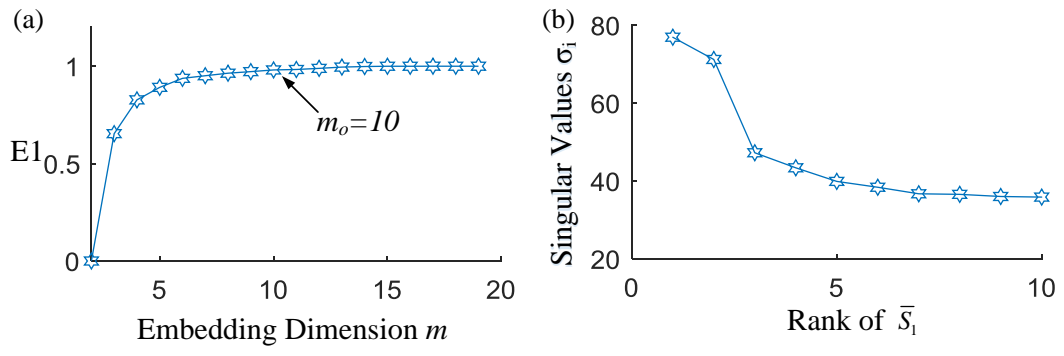 (a)
1
0.5
0
E1
5
10
15
20
m_o=10
Embedding Dimension m
(b)
80
60
40
20
Singular Values σ_i
0
5
10
Rank of S̄_1